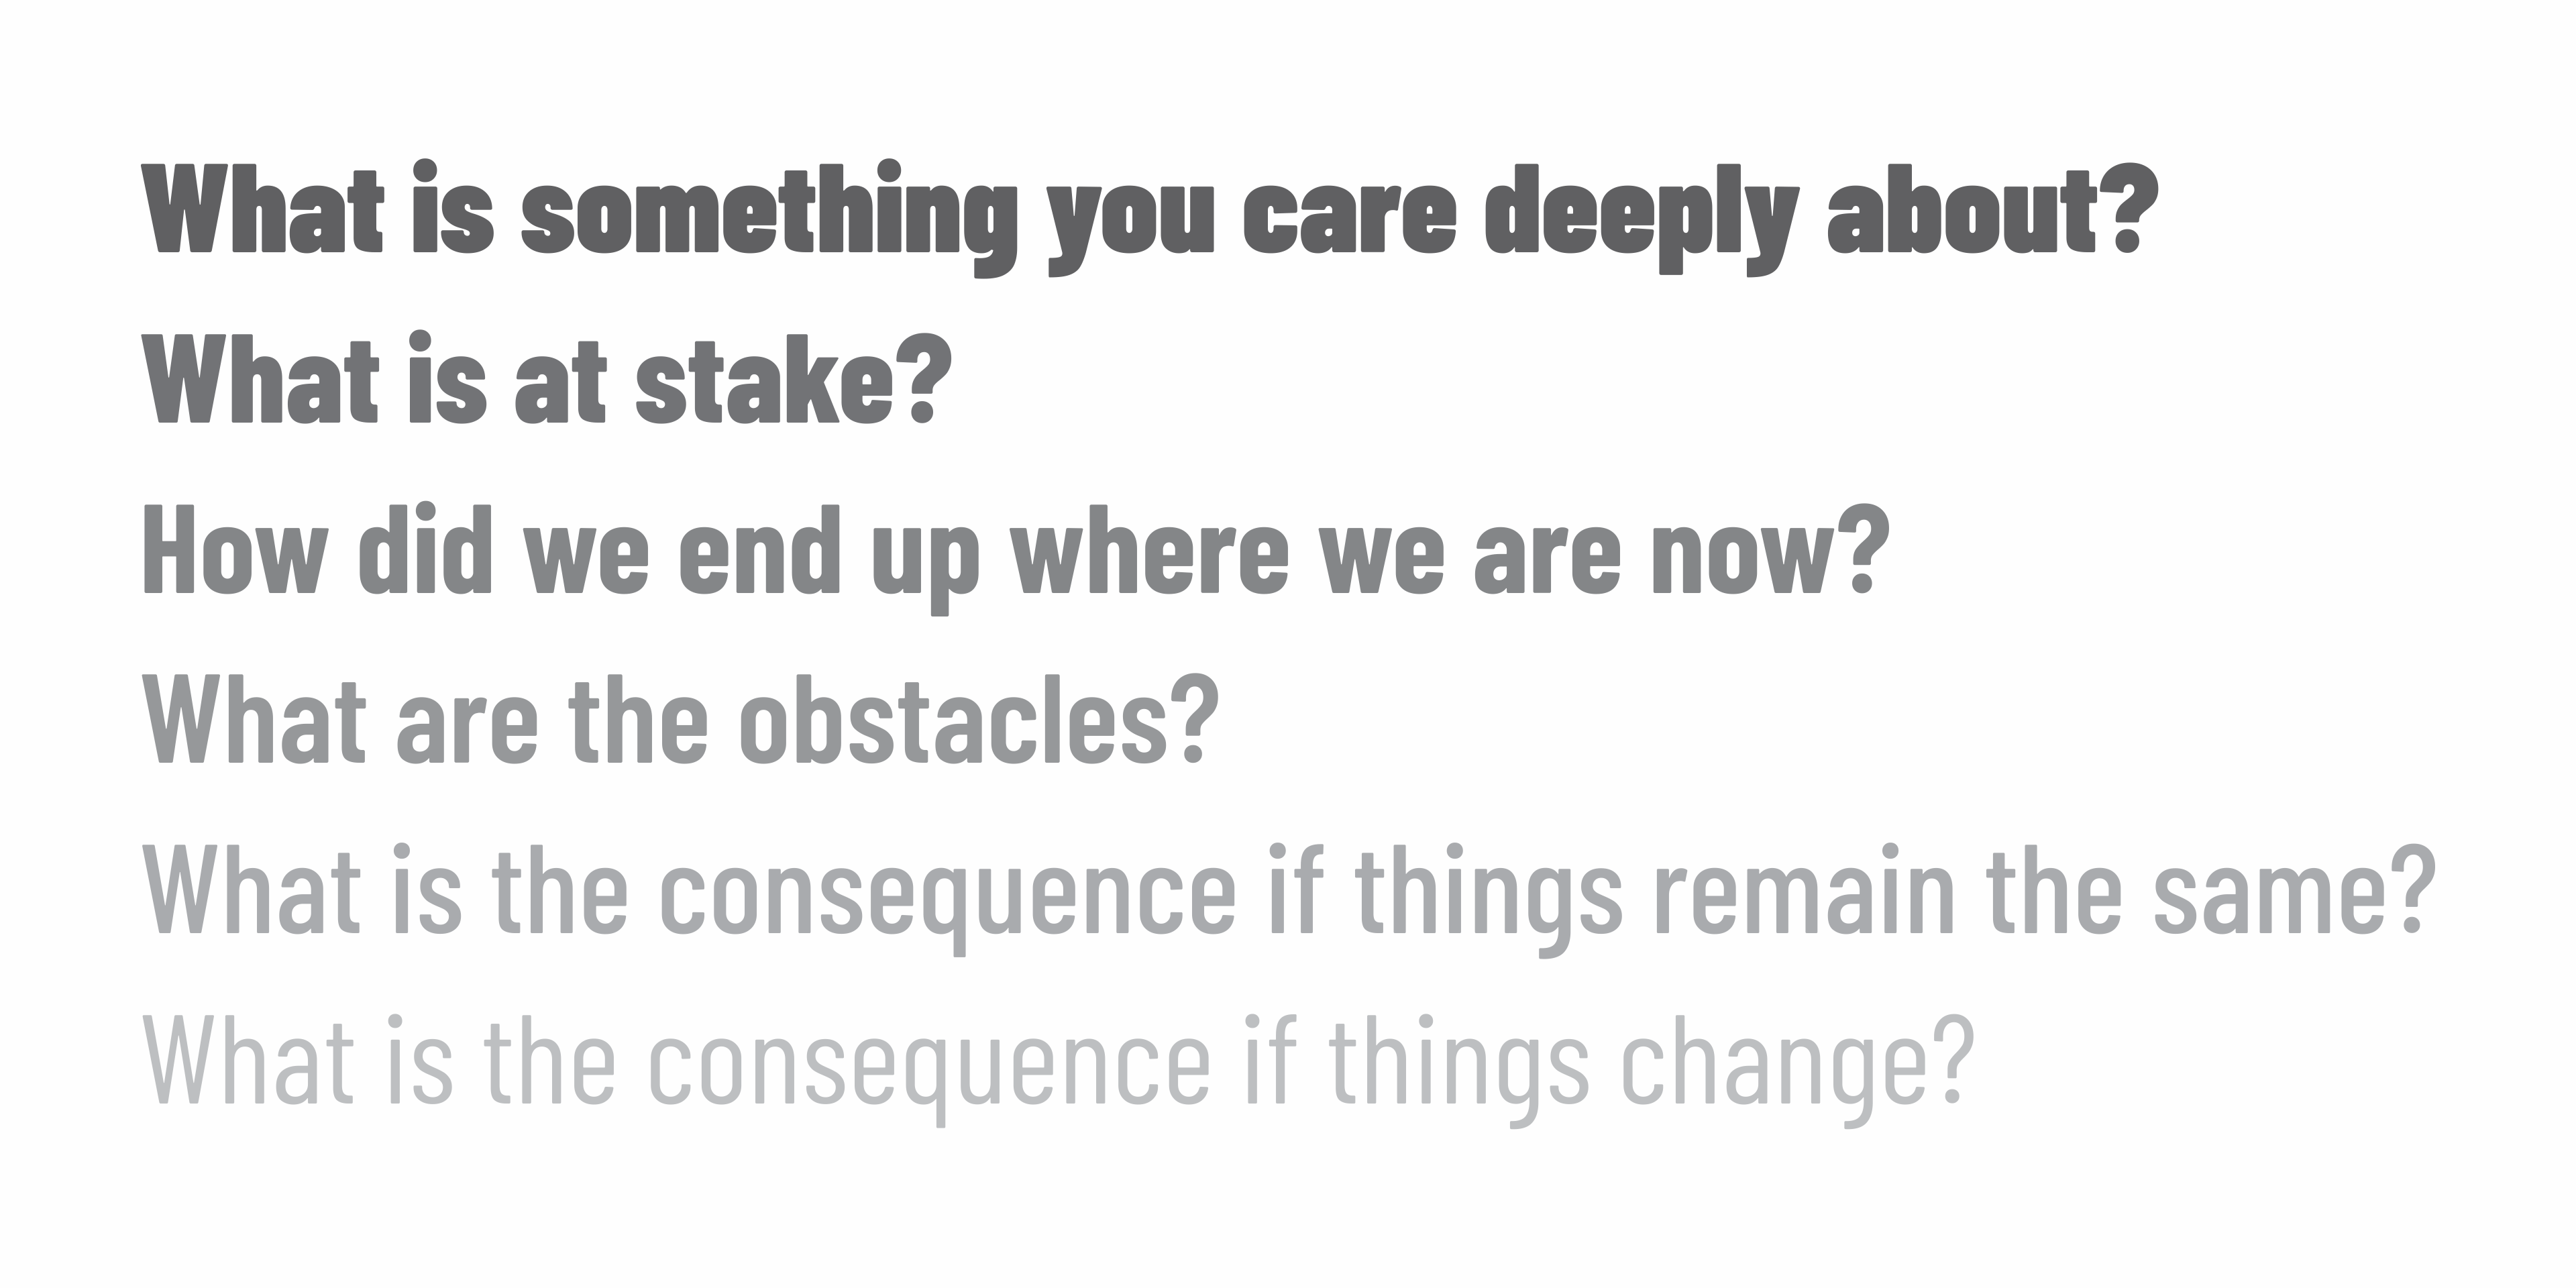 What is something you care deeply about?
What is at stake?
How did we end up where we are now?
What are the obstacles?
What is the consequence if things remain the same?
What is the consequence if things change?